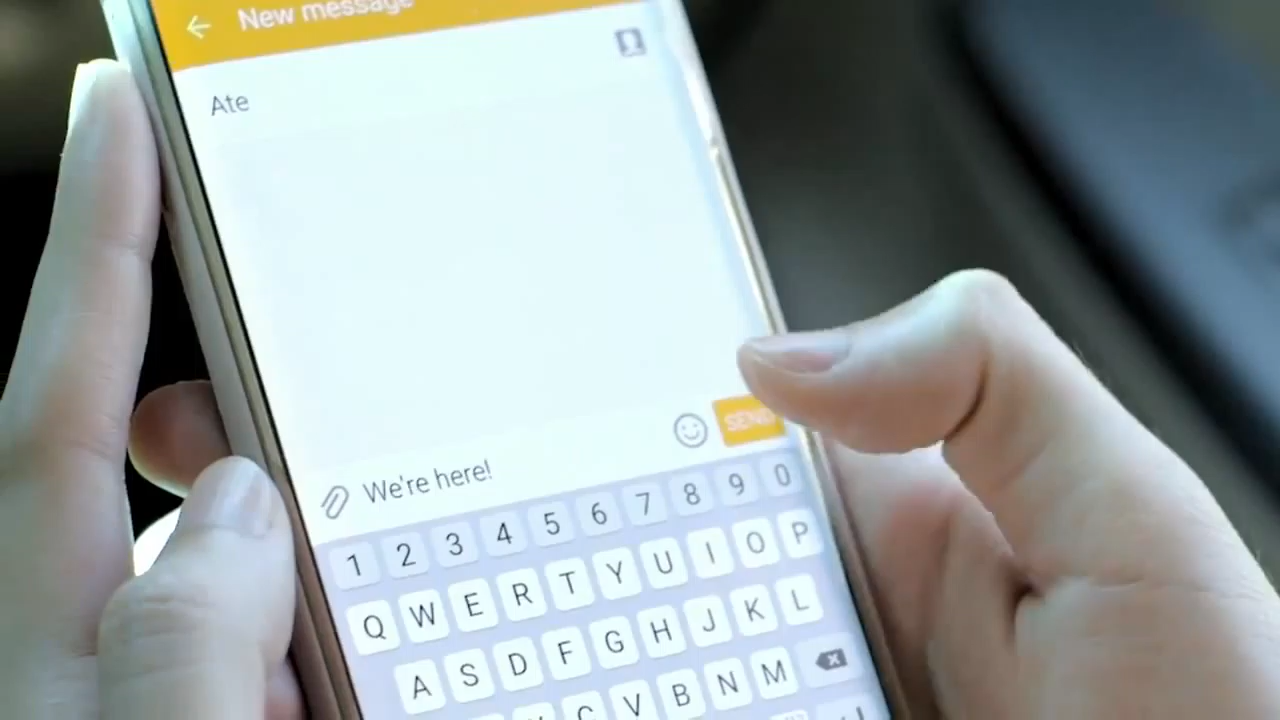 New message
Ate
SEND
We're here!
1 2 3 4 5 6 7 8 9 0
Q W E R T Y U I O P
A S D F G H J K L
C V B N M